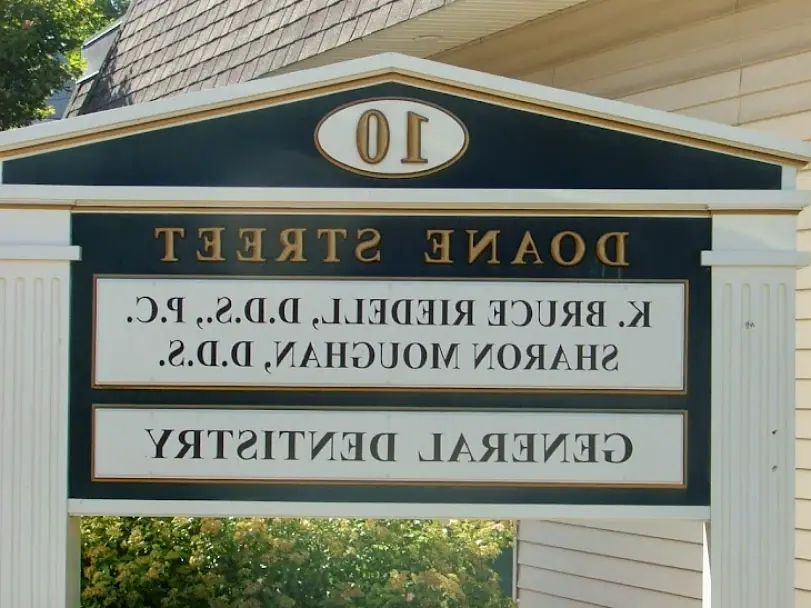 10
DOANE STREET
K. BRUCE RIEDELL, D.D.S., P.C.
SHARON MOUGHAN, D.D.S.
GENERAL DENTISTRY